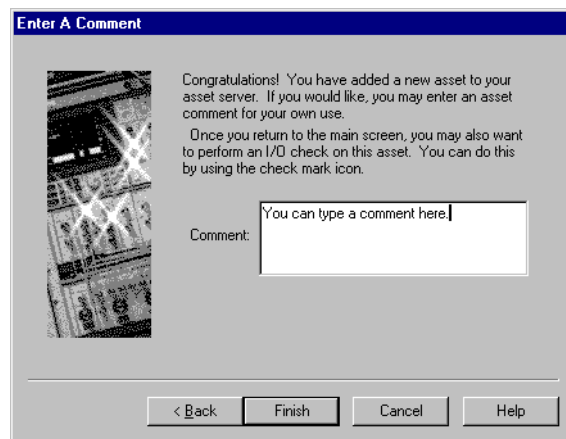 Enter A Comment
Congratulations! You have added a new asset to your
asset server. If you would like, you may enter an asset
comment for your own use.
Once you return to the main screen, you may also want
to perform an I/O check on this asset. You can do this
by using the check mark icon.
Comment: You can type a comment here.
< Back Finish Cancel Help